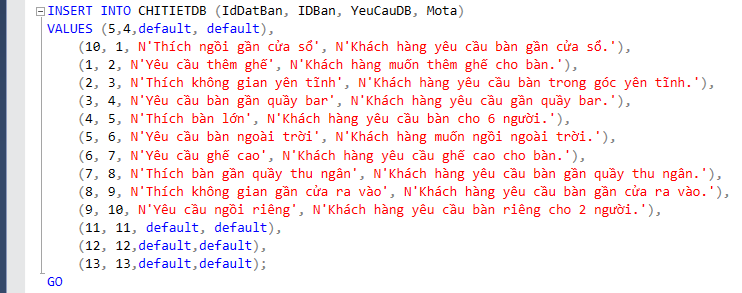 INSERT INTO CHITIETDB (IdDatBan, IDBan, YeuCauDB, Mota)
VALUES (5,4,default, default),
(10, 1, N'Thích ngồi gần cửa sổ', N'Khách hàng yêu cầu bàn gần cửa sổ.'),
(1, 2, N'Yêu cầu thêm ghế', N'Khách hàng muốn thêm ghế cho bàn.'),
(2, 3, N'Thích không gian yên tĩnh', N'Khách hàng yêu cầu bàn trong góc yên tĩnh.'),
(3, 4, N'Yêu cầu bàn gần quầy bar', N'Khách hàng yêu cầu gần quầy bar.'),
(4, 5, N'Thích bàn lớn', N'Khách hàng yêu cầu bàn cho 6 người.'),
(5, 6, N'Yêu cầu bàn ngoài trời', N'Khách hàng muốn ngồi ngoài trời.'),
(6, 7, N'Yêu cầu ghế cao', N'Khách hàng yêu cầu ghế cao cho bàn.'),
(7, 8, N'Thích bàn gần quầy thu ngân', N'Khách hàng yêu cầu bàn gần quầy thu ngân.'),
(8, 9, N'Thích không gian gần cửa ra vào', N'Khách hàng yêu cầu bàn gần cửa ra vào.'),
(9, 10, N'Yêu cầu ngồi riêng', N'Khách hàng yêu cầu bàn riêng cho 2 người.'),
(11, 11, default, default),
(12, 12,default,default),
(13, 13,default,default);
GO